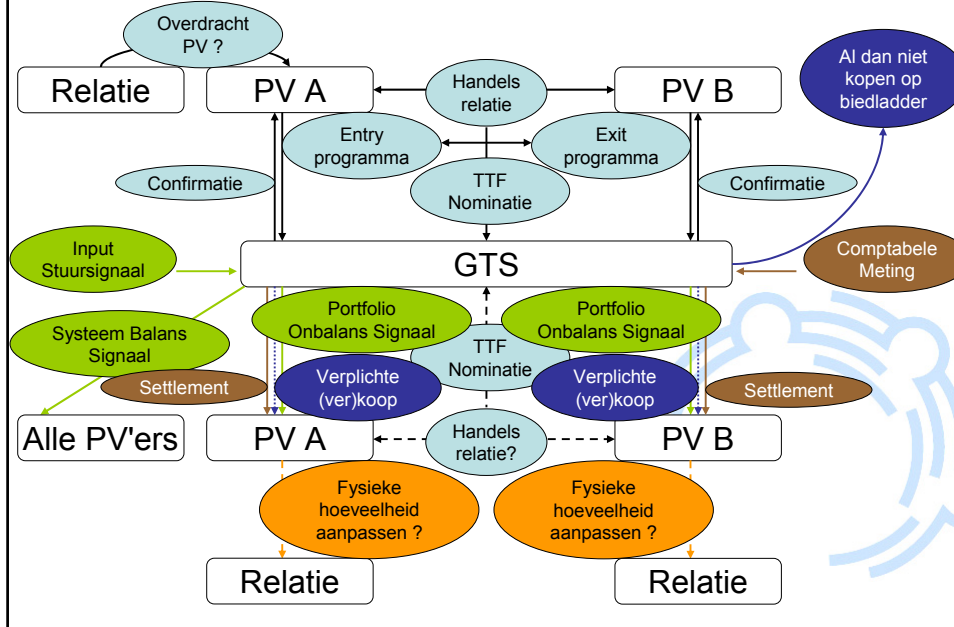 Overdracht
PV ?
Relatie
PV A
Handels
relatie
PV B
Al dan niet
kopen op
biedladder
Entry
programma
Exit
programma
Confirmatie
TTF
Nominatie
Confirmatie
Input
Stuursignaal
GTS
Comptabele
Meting
Portfolio
Onbalans Signaal
Portfolio
Onbalans Signaal
Systeem Balans
Signaal
TTF
Nominatie
Settlement
Verplichte
(ver)koop
Verplichte
(ver)koop
Settlement
Alle PV'ers
PV A
Handels
relatie?
PV B
Fysieke
hoeveelheid
aanpassen ?
Fysieke
hoeveelheid
aanpassen ?
Relatie
Relatie